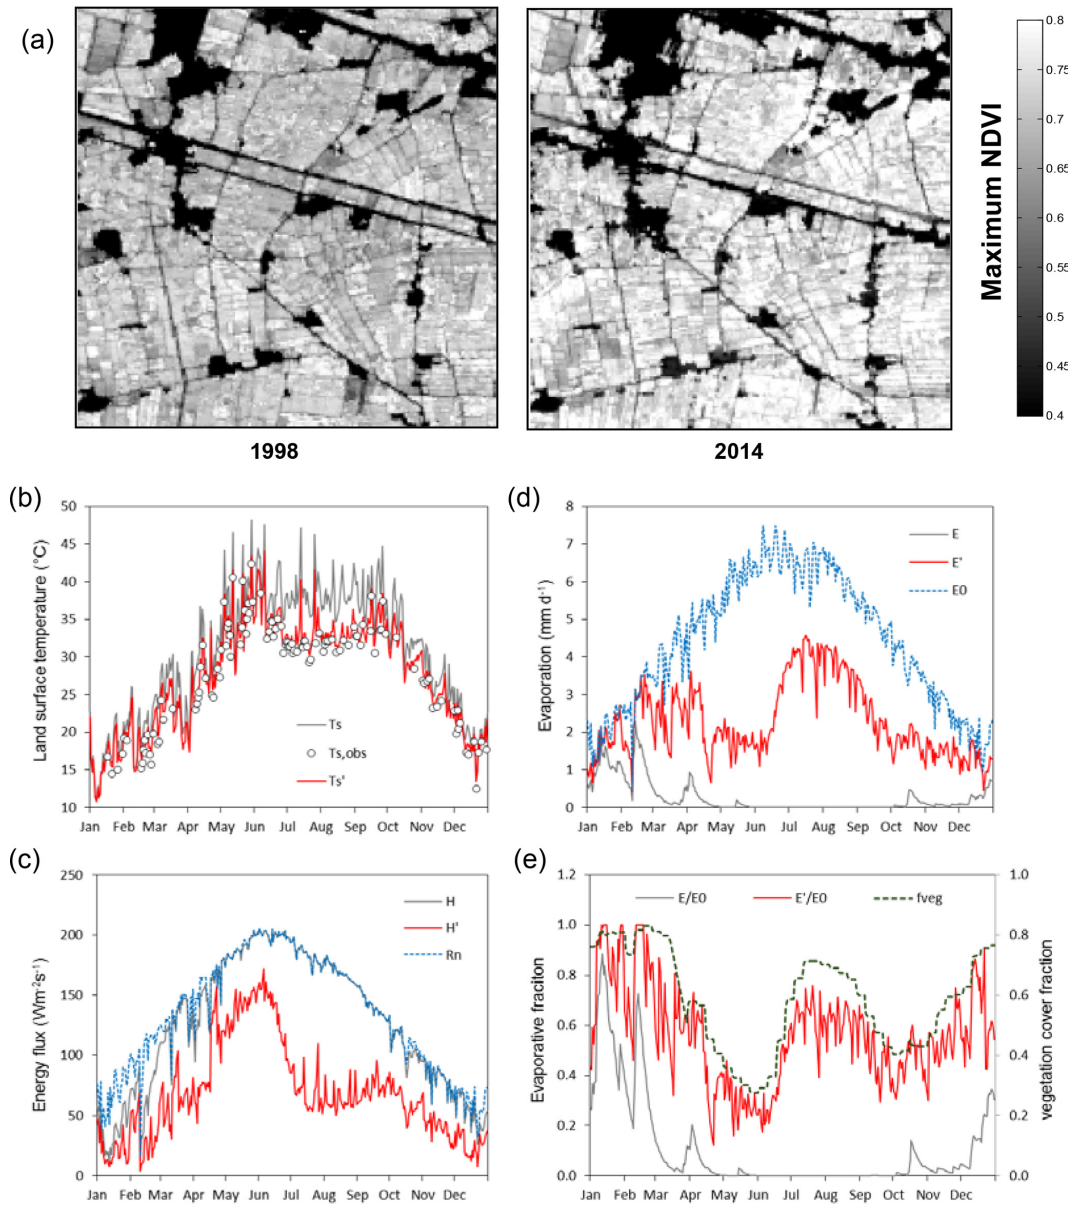 (a)
1998
2014
Maximum NDVI
0.8
0.75
0.7
0.65
0.6
0.55
0.5
0.45
0.4
(b)
Land surface temperature (°C)
50
45
40
35
30
25
20
15
10
Ts
Ts,obs
Ts'
Jan Feb Mar Apr May Jun Jul Aug Sep Oct Nov Dec
(d)
Evaporation (mm d⁻¹)
8
7
6
5
4
3
2
1
0
E
E'
E0
Jan Feb Mar Apr May Jun Jul Aug Sep Oct Nov Dec
(c)
Energy flux (Wm⁻²s⁻¹)
250
200
150
100
50
0
H
H'
Rn
Jan Feb Mar Apr May Jun Jul Aug Sep Oct Nov Dec
(e)
Evaporative fraction
1.2
1.0
0.8
0.6
0.4
0.2
0.0
E/E0 E'/E0 fveg
1.0
0.8
0.6
0.4
0.2
0.0
vegetation cover fraction
Jan Feb Mar Apr May Jun Jul Aug Sep Oct Nov Dec